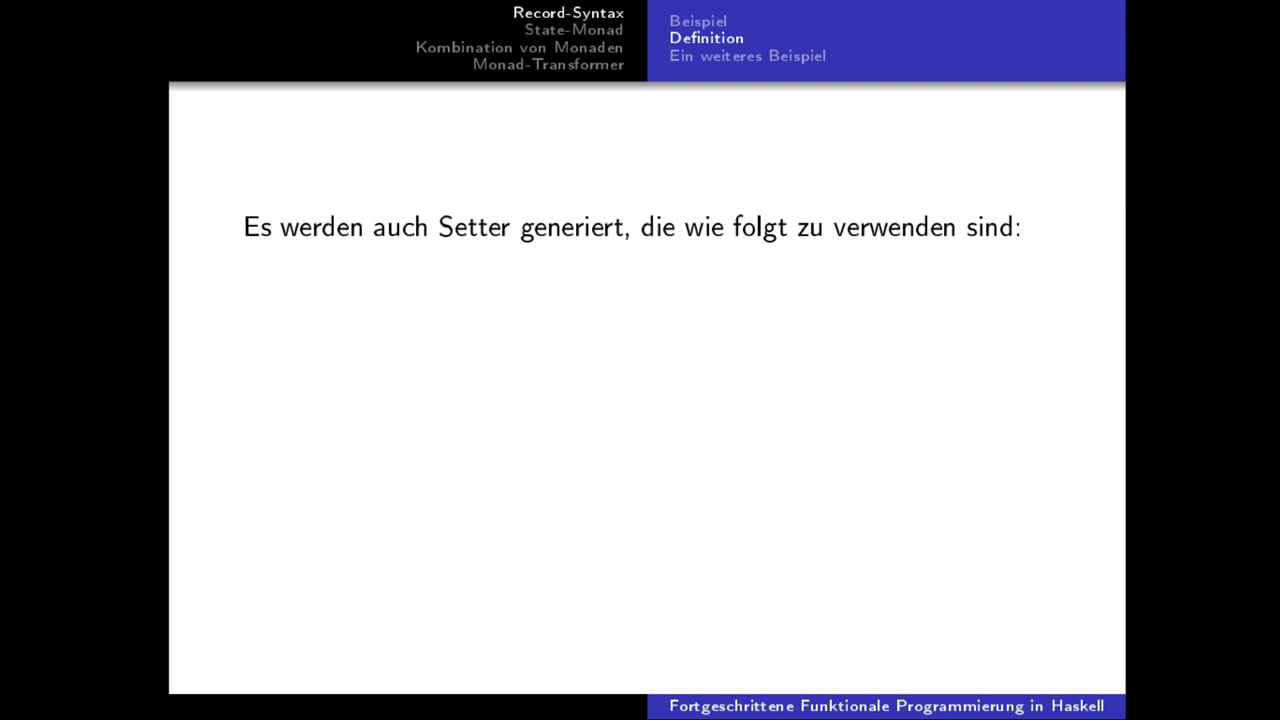 Record-Syntax
State-Monad
Kombination von Monaden
Monad-Transformer
Beispiel
Definition
Ein weiteres Beispiel
Es werden auch Setter generiert, die wie folgt zu verwenden sind:
Fortgeschrittene Funktionale Programmierung in Haskell